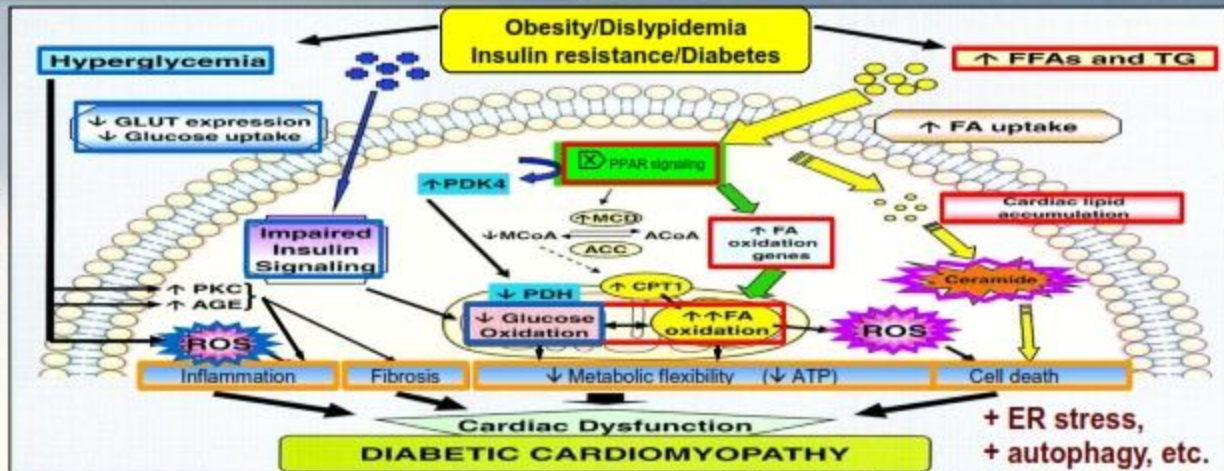 Obesity/Dislypidemia
Insulin resistance/Diabetes
Hyperglycemia
↑ FFAs and TG
↓ GLUT expression
↓ Glucose uptake
↑ FA uptake
PPAR signaling
↑PDK4
Cardiac lipid
accumulation
↑MCD
↓MCoA
ACoA
ACC
↑ FA
oxidation
genes
Impaired
Insulin
Signaling
Ceramide
↑ PKC
↑ AGE}
↓ PDH
↑ CPT1
↓ Glucose
Oxidation
↑↑FA
oxidation
ROS
ROS
Inflammation
Fibrosis
↓ Metabolic flexibility (↓ ATP)
Cell death
Cardiac Dysfunction
DIABETIC CARDIOMYOPATHY
+ ER stress,
+ autophagy, etc.